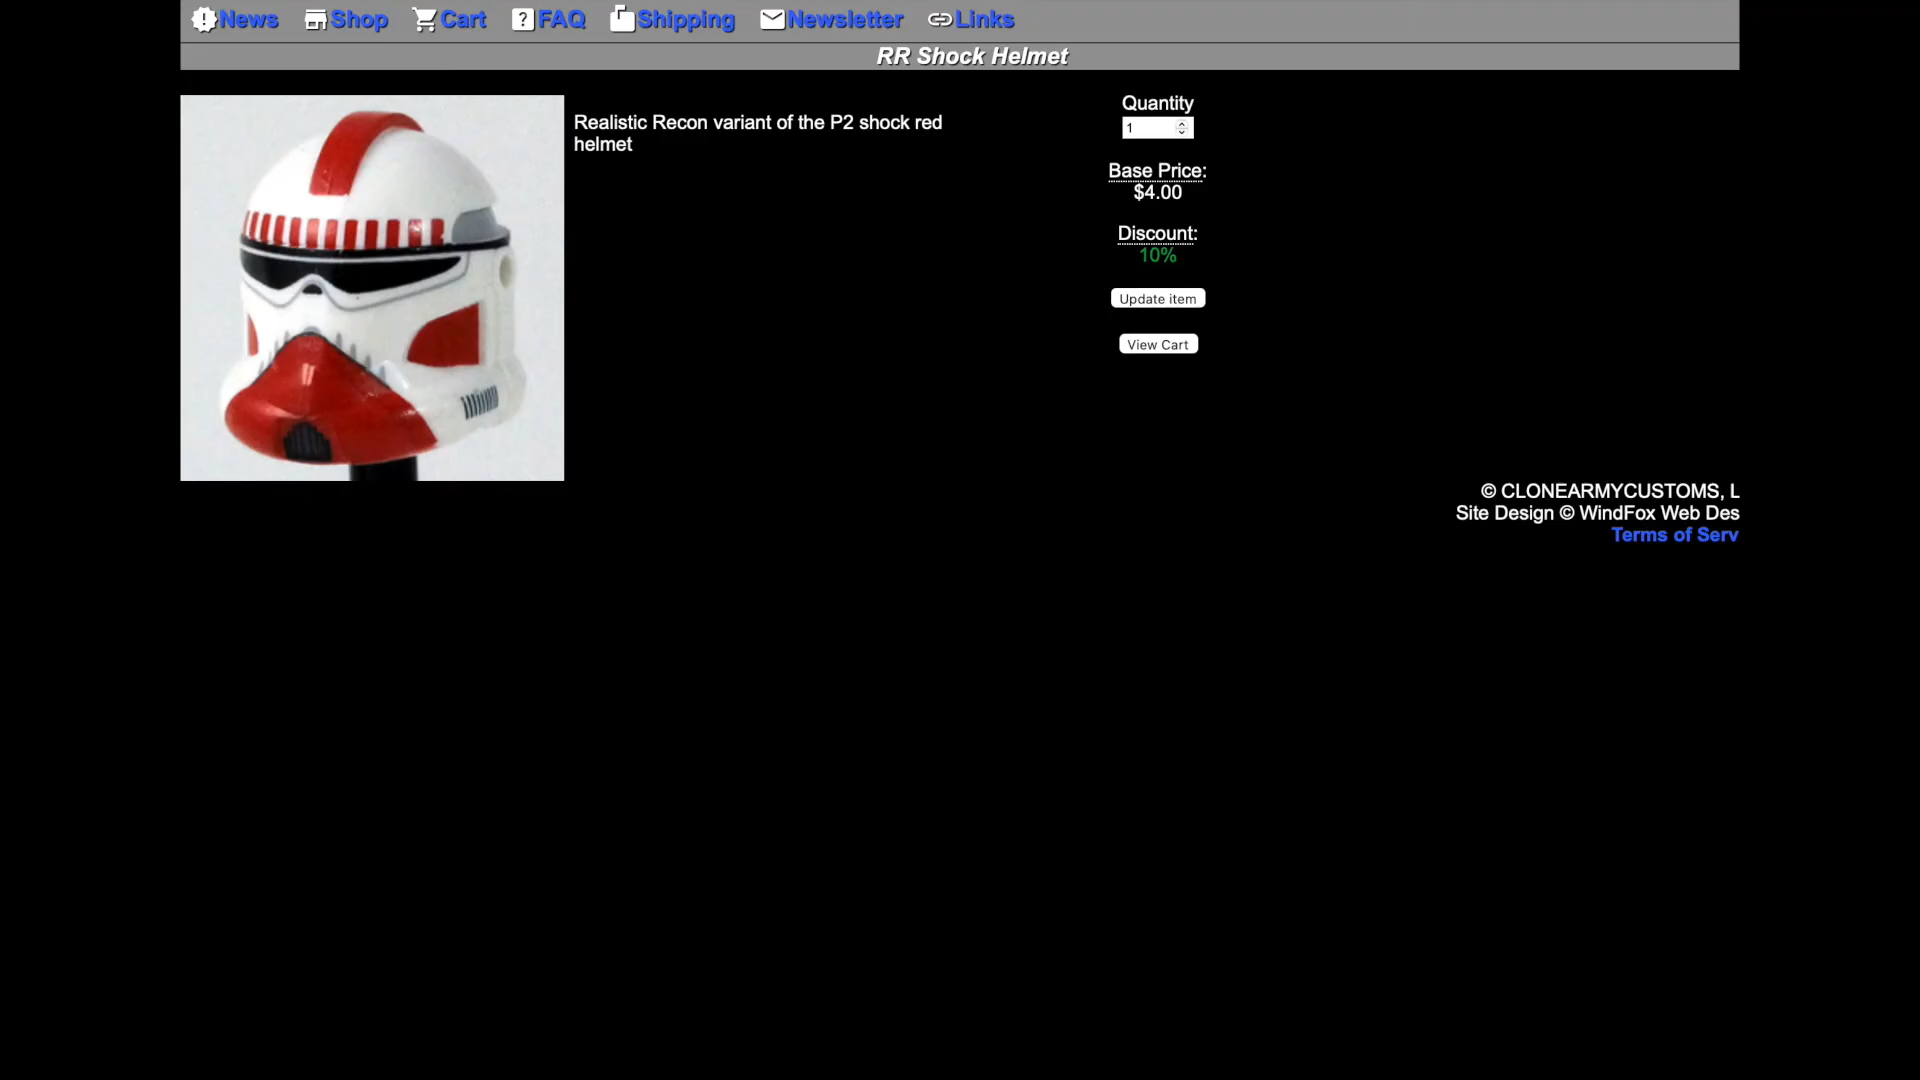 News Shop Cart FAQ Shipping Newsletter Links
RR Shock Helmet
Realistic Recon variant of the P2 shock red
helmet
Quantity
1
Base Price:
$4.00
Discount:
10%
Update item
View Cart
© CLONEARMYCUSTOMS, L
Site Design © WindFox Web Des
Terms of Serv